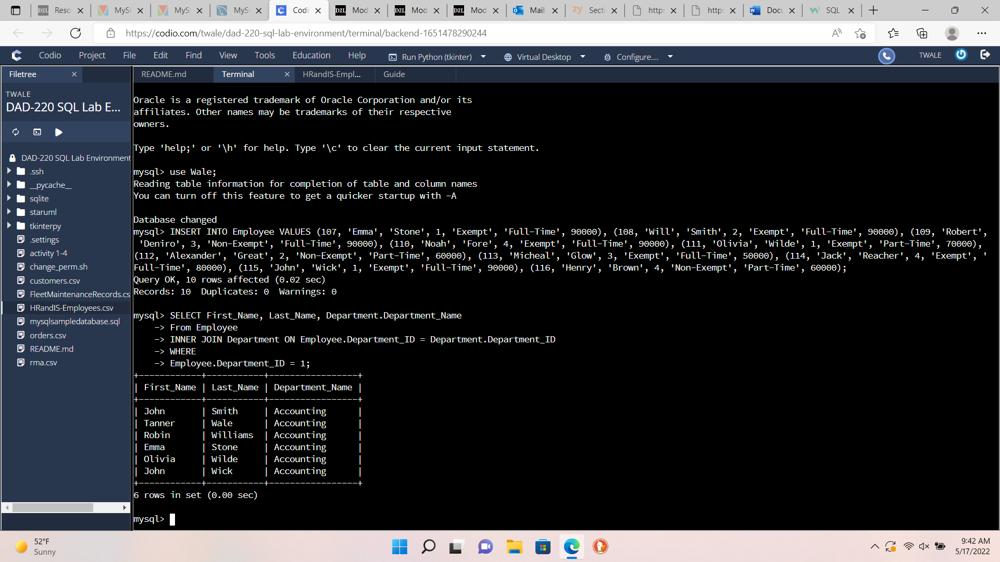 Reso
MyS
MyS
MyS
Codi
D2L Mod
D2L Mod
D2L Mod
Mail
zy Secti
https
https
Docu
SQL
https://codio.com/twale/dad-220-sql-lab-environment/terminal/backend-1651478290244
Codio Project File Edit Find View Tools Education Help Run Python (tkinter) Virtual Desktop Configure.... TWALE
Filetree
README.md Terminal HRandIS-Empl... Guide
TWALE
DAD-220 SQL Lab E...
DAD-220 SQL Lab Environment
.ssh
__pycache__
sqlite
staruml
tkinterpy
.settings
activity 1-4
change_perm.sh
customers.csv
FleetMaintenanceRecords.cs
HRandIS-Employees.csv
mysqlsampledatabase.sql
orders.csv
README.md
rma.csv
Oracle is a registered trademark of Oracle Corporation and/or its
affiliates. Other names may be trademarks of their respective
owners.
Type 'help;' or '\h' for help. Type '\c' to clear the current input statement.
mysql> use Wale;
Reading table information for completion of table and column names
You can turn off this feature to get a quicker startup with -A
Database changed
mysql> INSERT INTO Employee VALUES (107, 'Emma', 'Stone', 1, 'Exempt', 'Full-Time', 90000), (108, 'Will', 'Smith', 2, 'Exempt', 'Full-Time', 90000), (109, 'Robert',
'Deniro', 3, 'Non-Exempt', 'Full-Time', 90000), (110, 'Noah', 'Fore', 4, 'Exempt', 'Full-Time', 90000), (111, 'Olivia', 'Wilde', 1, 'Exempt', 'Part-Time', 70000),
(112, 'Alexander', 'Great', 2, 'Non-Exempt', 'Part-Time', 60000), (113, 'Micheal', 'Glow', 3, 'Exempt', 'Full-Time', 50000), (114, 'Jack', 'Reacher', 4, 'Exempt', '
Full-Time', 80000), (115, 'John', 'Wick', 1, 'Exempt', 'Full-Time', 90000), (116, 'Henry', 'Brown', 4, 'Non-Exempt', 'Part-Time', 60000);
Query OK, 10 rows affected (0.02 sec)
Records: 10  Duplicates: 0  Warnings: 0
mysql> SELECT First_Name, Last_Name, Department.Department_Name
-> From Employee
-> INNER JOIN Department ON Employee.Department_ID = Department.Department_ID
-> WHERE
-> Employee.Department_ID = 1;
+------------+-----------+-----------------+
| First_Name | Last_Name | Department_Name |
+------------+-----------+-----------------+
| John       | Smith     | Accounting      |
| Tanner     | Wale      | Accounting      |
| Robin      | Williams  | Accounting      |
| Emma       | Stone     | Accounting      |
| Olivia     | Wilde     | Accounting      |
| John       | Wick      | Accounting      |
+------------+-----------+-----------------+
6 rows in set (0.00 sec)
mysql>
52°F
Sunny
9:42 AM
5/17/2022